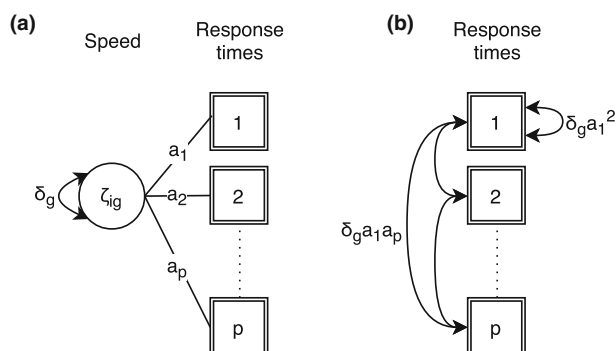 (a)
Speed
Response
times
1
2
p
a₁
a₂
aₚ
δg
ζig
(b)
Response
times
1
2
p
δga₁²
δga₁aₚ